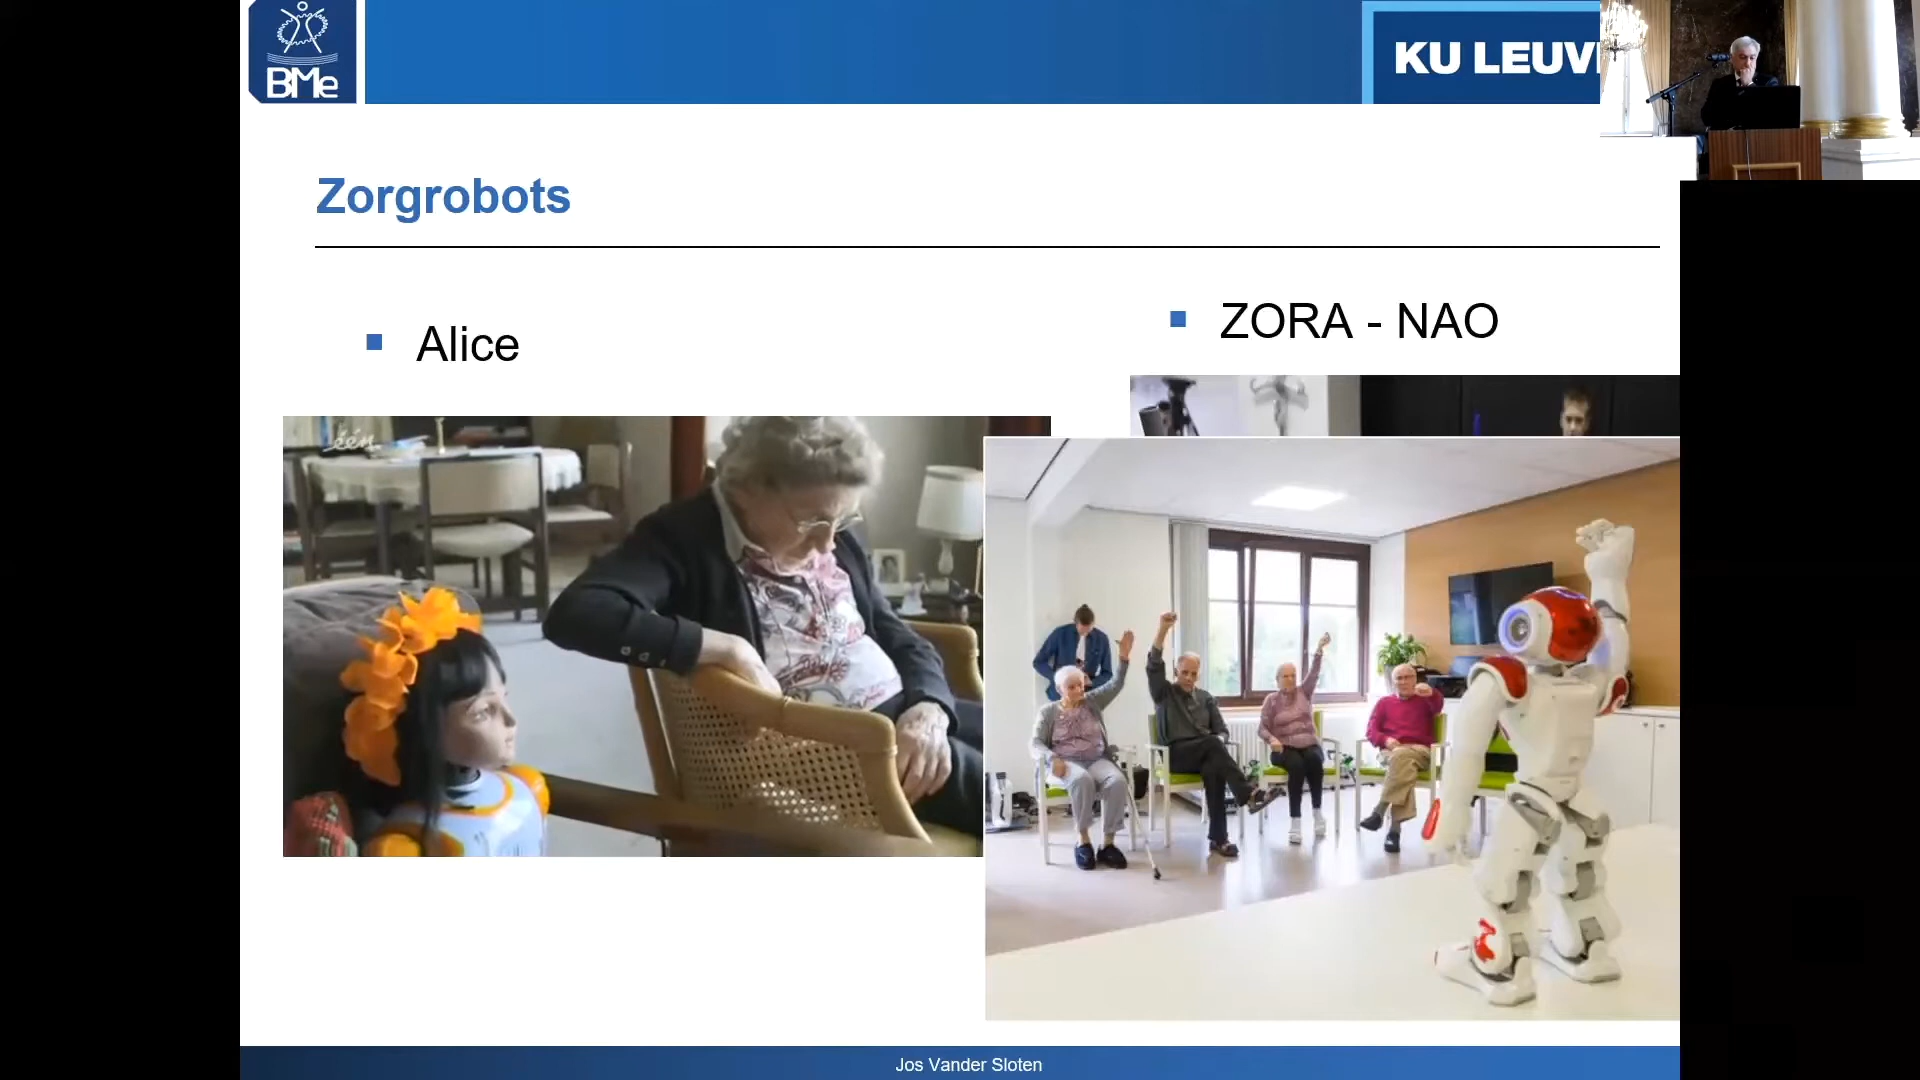 BMe
KU LEUV
Zorgrobots
Alice
ZORA - NAO
één
Jos Vander Sloten